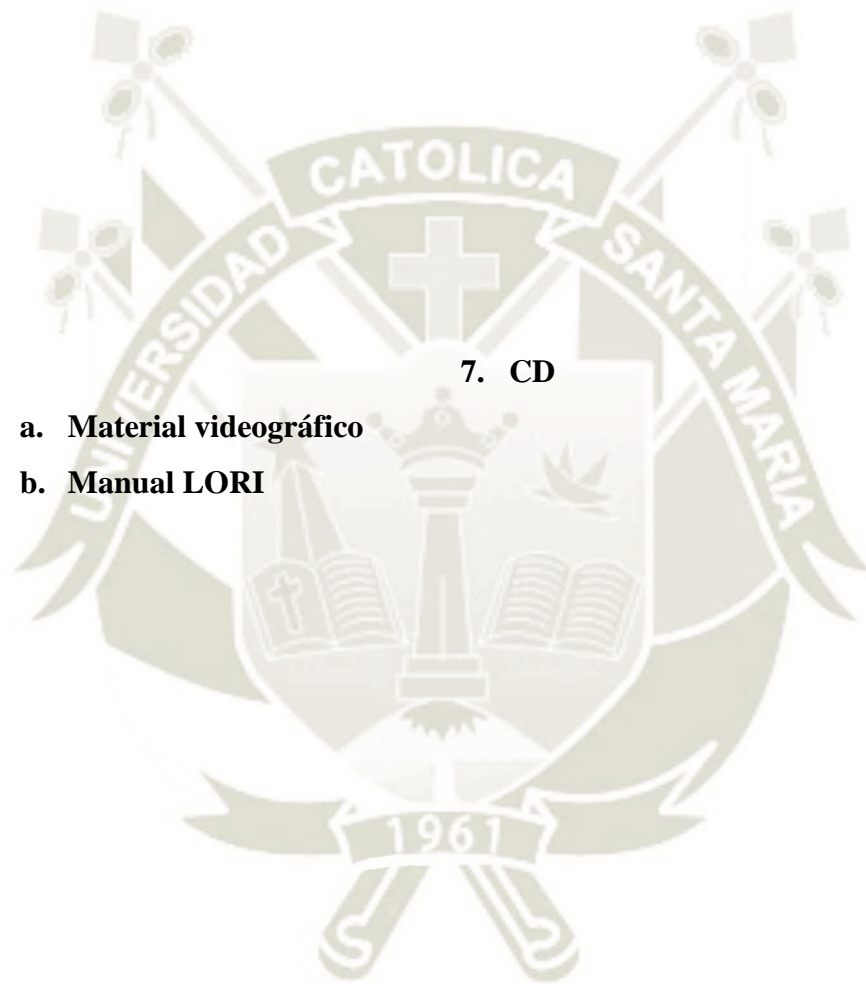 UNIVERSIDAD CATOLICA SANTA MARIA
7. CD
a. Material videográfico
b. Manual LORI
1961